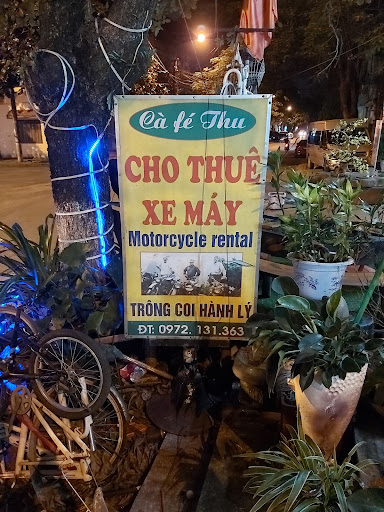 Cà fé Thu
CHO THUÊ
XE MÁY
Motorcycle rental
TRÔNG COI HÀNH LÝ
ĐT: 0972. 131.363